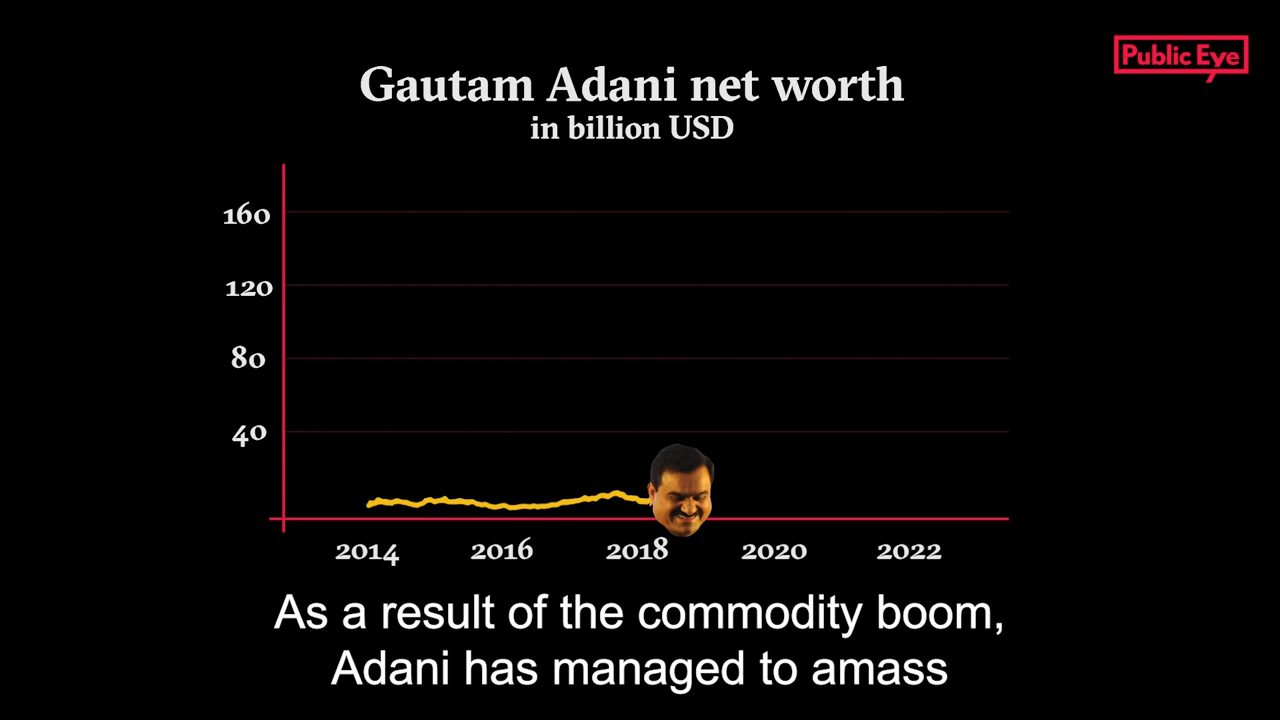 Public Eye
Gautam Adani net worth
in billion USD
160
120
80
40
2014 2016 2018 2020 2022
As a result of the commodity boom,
Adani has managed to amass